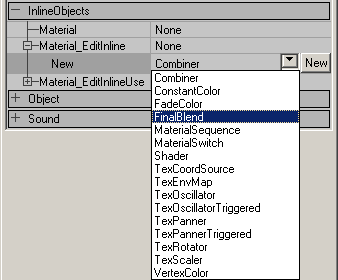 InlineObjects
Material None
Material_EditInline None
New Combiner New
Material_EditInlineUse
Object
Sound
Combiner
ConstantColor
FadeColor
FinalBlend
MaterialSequence
MaterialSwitch
Shader
TexCoordSource
TexEnvMap
TexOscillator
TexOscillatorTriggered
TexPanner
TexPannerTriggered
TexRotator
TexScaler
VertexColor